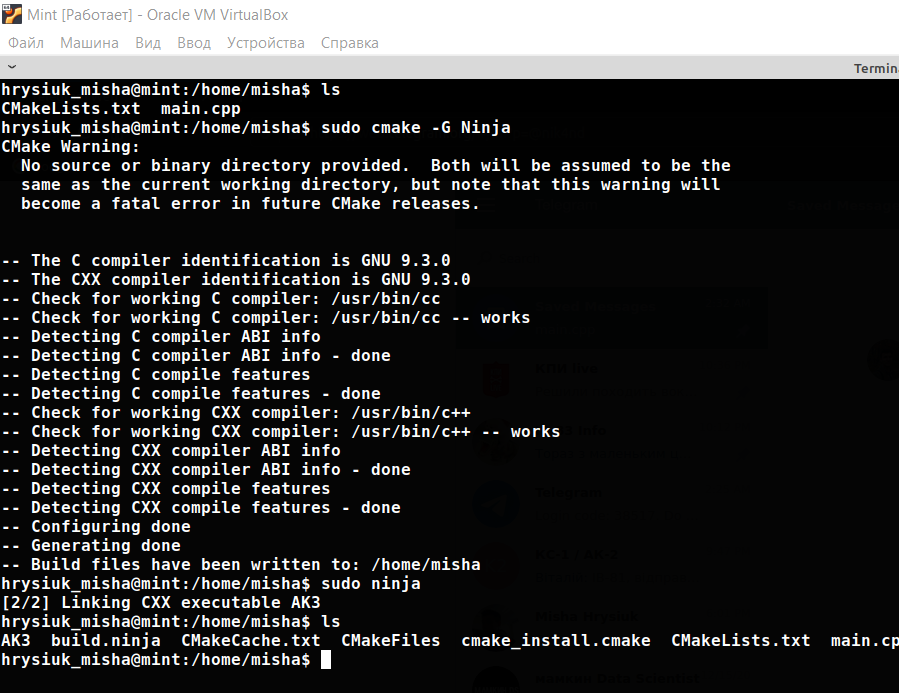 Mint [Работает] - Oracle VM VirtualBox
Файл Машина Вид Ввод Устройства Справка
Termin
hrysiuk_misha@mint:/home/misha$ ls
CMakeLists.txt  main.cpp
hrysiuk_misha@mint:/home/misha$ sudo cmake -G Ninja
CMake Warning:
  No source or binary directory provided.  Both will be assumed to be the
  same as the current working directory, but note that this warning will
  become a fatal error in future CMake releases.
-- The C compiler identification is GNU 9.3.0
-- The CXX compiler identification is GNU 9.3.0
-- Check for working C compiler: /usr/bin/cc
-- Check for working C compiler: /usr/bin/cc -- works
-- Detecting C compiler ABI info
-- Detecting C compiler ABI info - done
-- Detecting C compile features
-- Detecting C compile features - done
-- Check for working CXX compiler: /usr/bin/c++
-- Check for working CXX compiler: /usr/bin/c++ -- works
-- Detecting CXX compiler ABI info
-- Detecting CXX compiler ABI info - done
-- Detecting CXX compile features
-- Detecting CXX compile features - done
-- Configuring done
-- Generating done
-- Build files have been written to: /home/misha
hrysiuk_misha@mint:/home/misha$ sudo ninja
[2/2] Linking CXX executable AK3
hrysiuk_misha@mint:/home/misha$ ls
AK3  build.ninja  CMakeCache.txt  CMakeFiles  cmake_install.cmake  CMakeLists.txt  main.cp
hrysiuk_misha@mint:/home/misha$
Telegram
Misha Hrysiuk